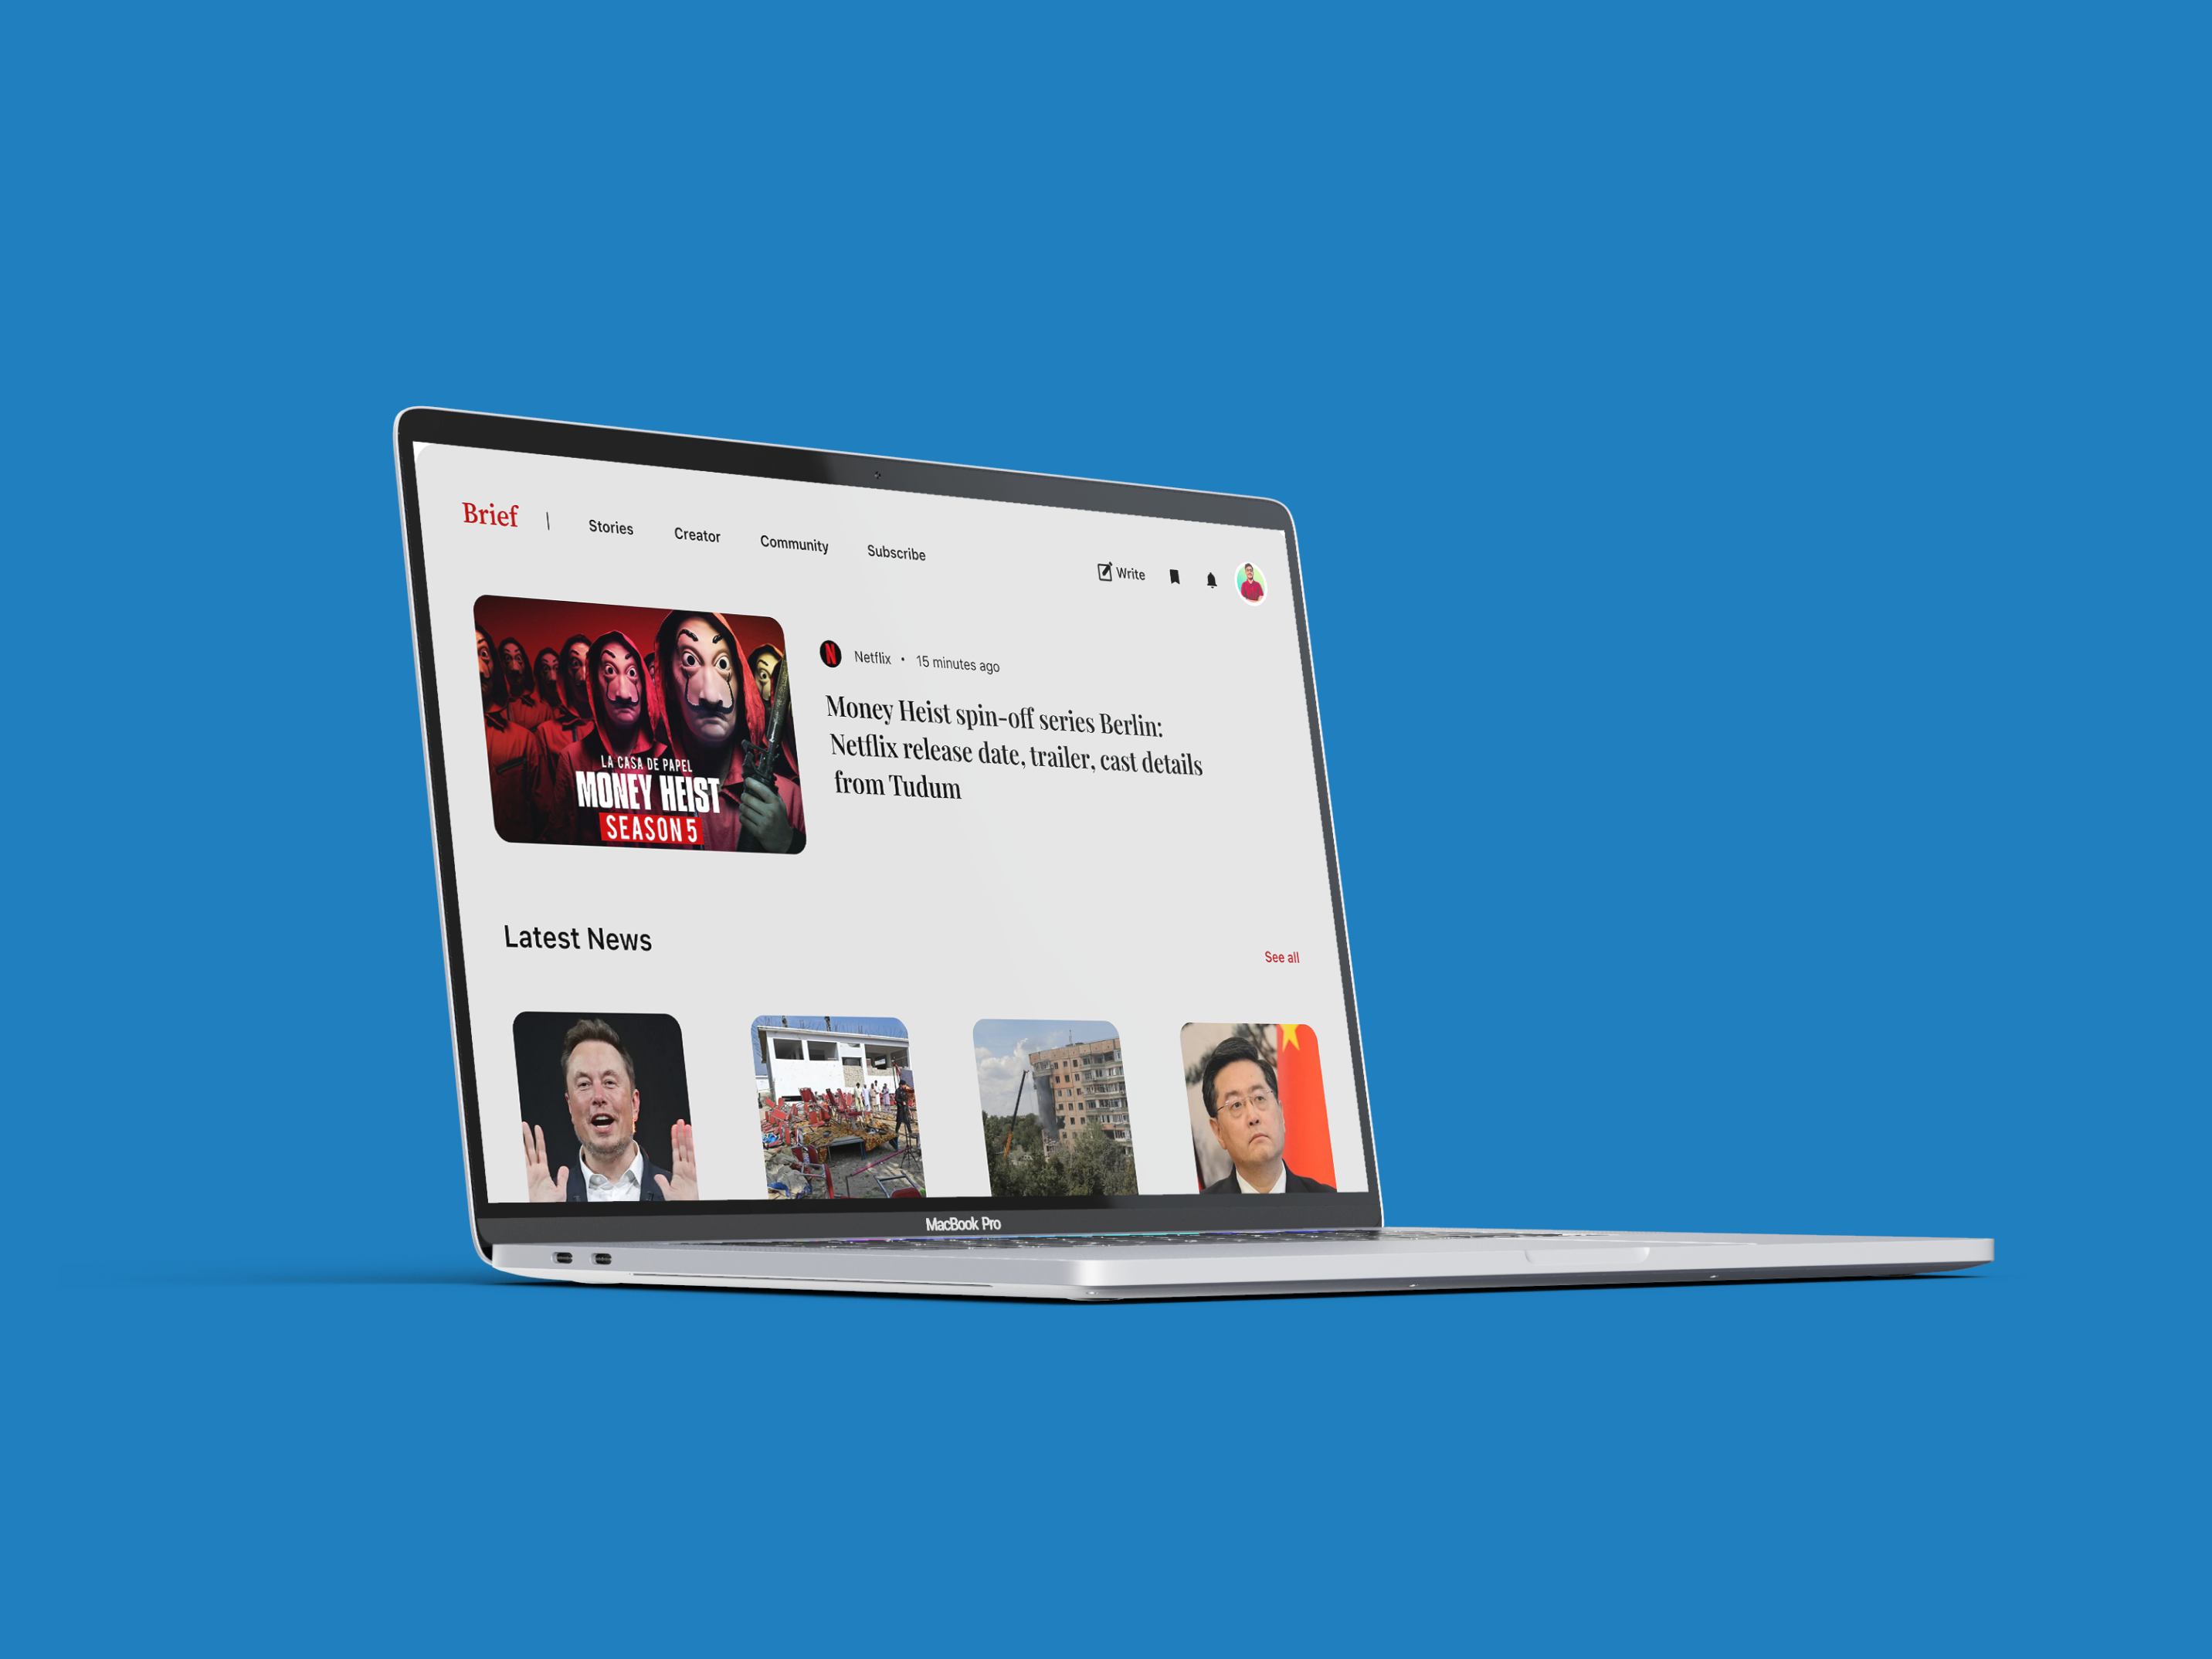 Brief | Stories Creator Community Subscribe
Write
Netflix • 15 minutes ago
Money Heist spin-off series Berlin:
Netflix release date, trailer, cast details
from Tudum
LA CASA DE PAPEL
MONEY HEIST
SEASON 5
Latest News
See all
MacBook Pro